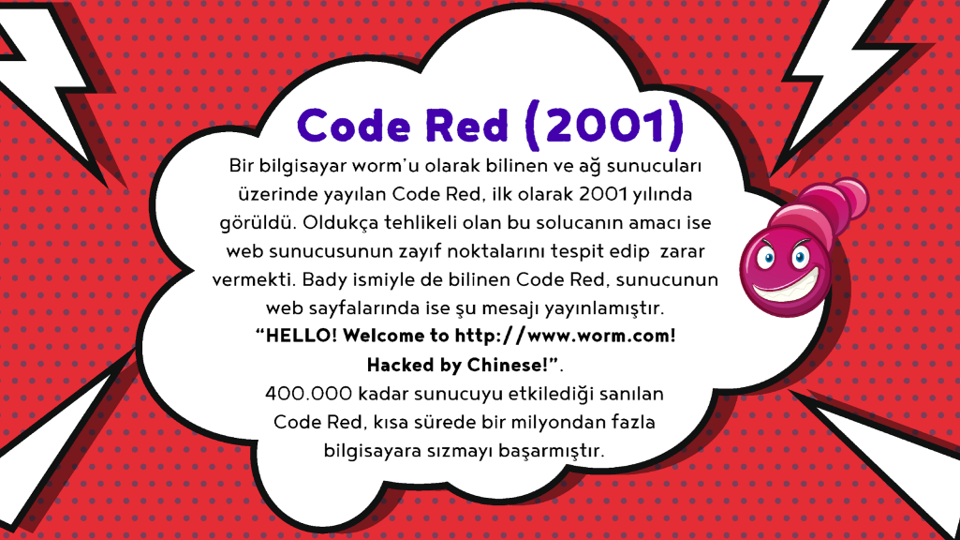 Code Red (2001)
Bir bilgisayar worm'u olarak bilinen ve ağ sunucuları
üzerinde yayılan Code Red, ilk olarak 2001 yılında
görüldü. Oldukça tehlikeli olan bu solucanın amacı ise
web sunucusunun zayıf noktalarını tespit edip  zarar
vermekti. Bady ismiyle de bilinen Code Red, sunucunun
web sayfalarında ise şu mesajı yayınlamıştır.
“HELLO! Welcome to http://www.worm.com!
Hacked by Chinese!”.
400.000 kadar sunucuyu etkilediği sanılan
Code Red, kısa sürede bir milyondan fazla
bilgisayara sızmayı başarmıştır.